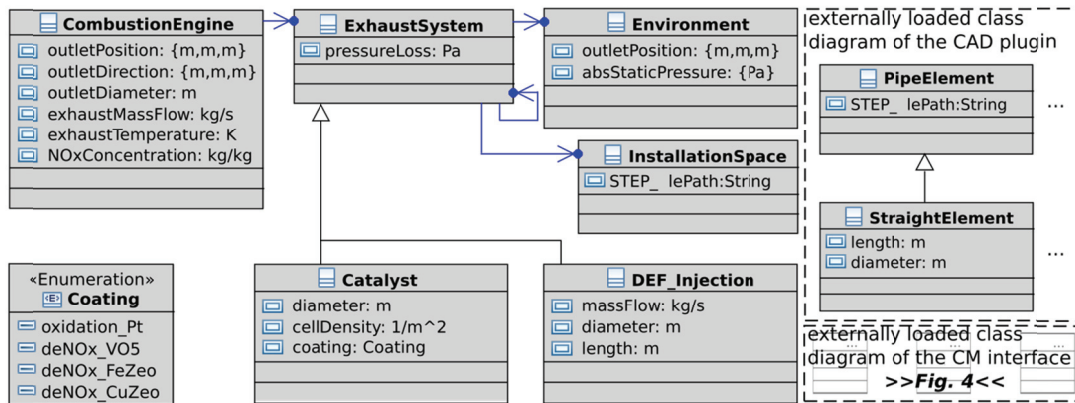 CombustionEngine
outletPosition: {m,m,m}
outletDirection: {m,m,m}
outletDiameter: m
exhaustMassFlow: kg/s
exhaustTemperature: K
NOxConcentration: kg/kg
ExhaustSystem
pressureLoss: Pa
Environment
outletPosition: {m,m,m}
absStaticPressure: {Pa}
InstallationSpace
STEP_ lePath:String
externally loaded class
diagram of the CAD plugin
PipeElement
STEP_ lePath:String
...
StraightElement
length: m
diameter: m
...
«Enumeration»
Coating
oxidation_Pt
deNOx_VO5
deNOx_FeZeo
deNOx_CuZeo
Catalyst
diameter: m
cellDensity: 1/m^2
coating: Coating
DEF_Injection
massFlow: kg/s
diameter: m
length: m
externally loaded class
diagram of the CM interface
>>Fig. 4<<